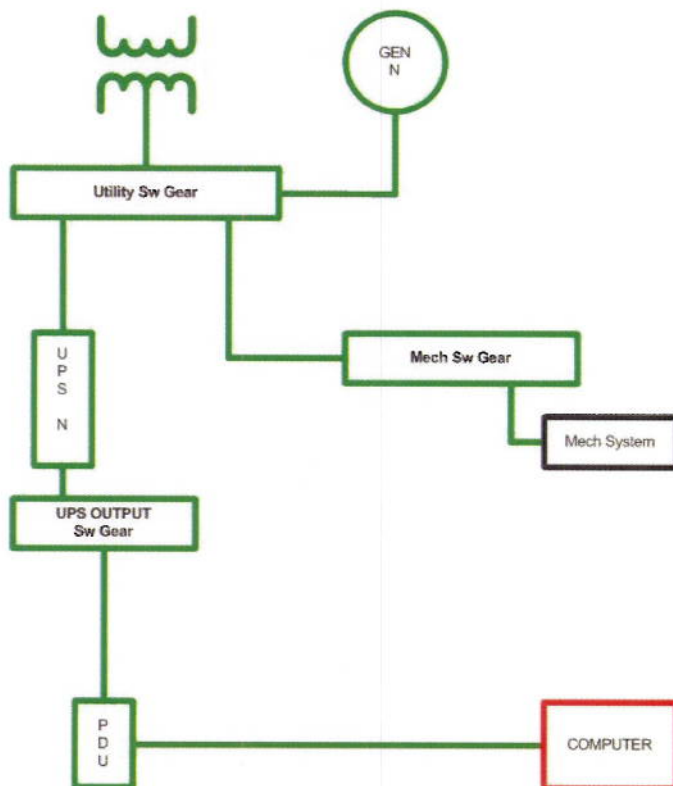 GEN
N
Utility Sw Gear
U
P
S
N
Mech Sw Gear
Mech System
UPS OUTPUT
Sw Gear
P
D
U
COMPUTER